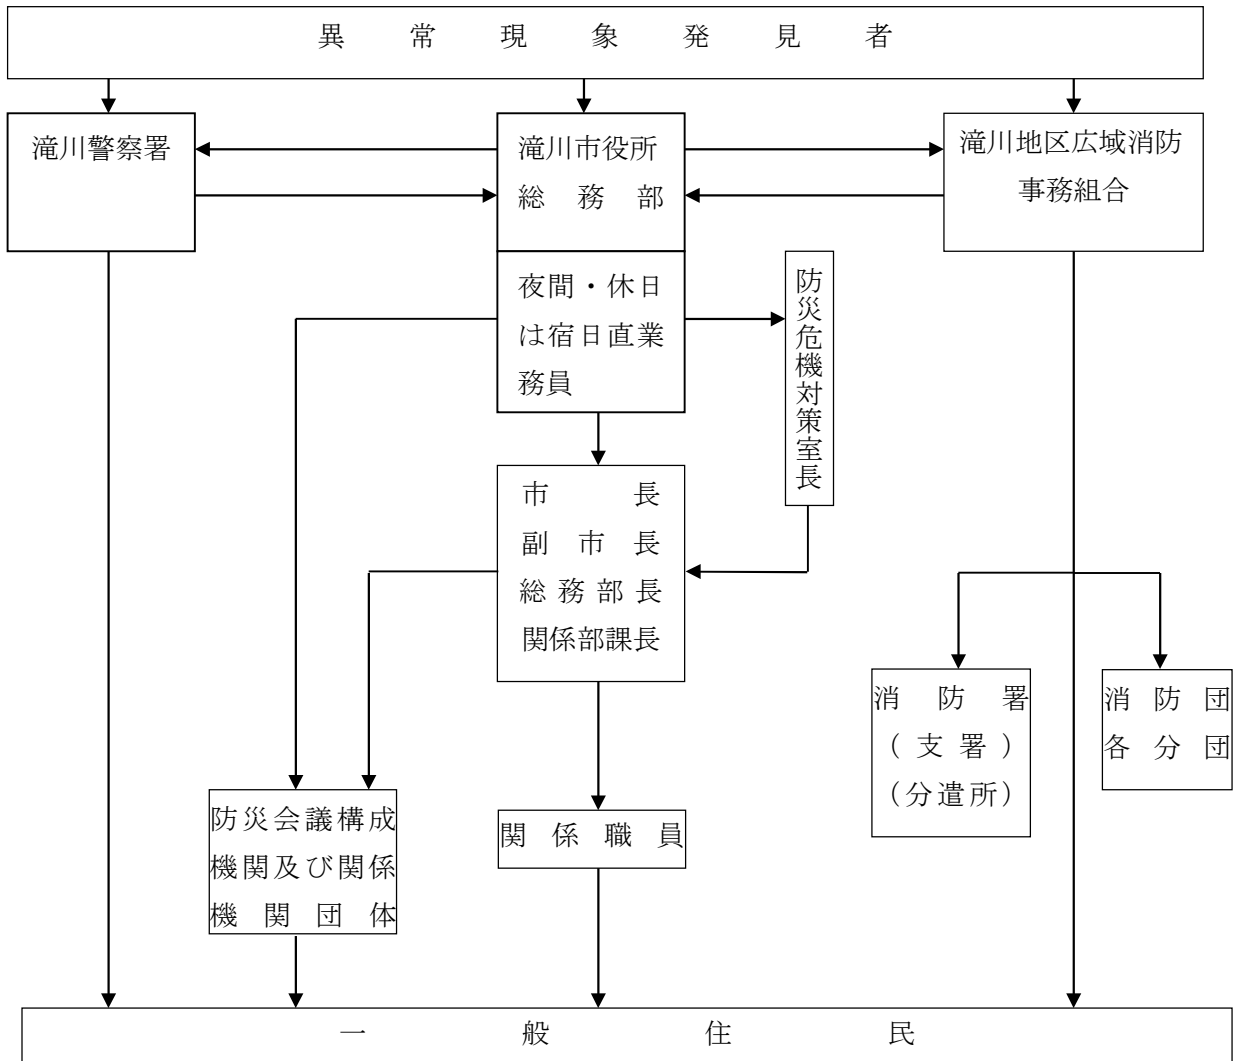 異常現象発見者
滝川警察署
滝川市役所
総務部
滝川地区広域消防
事務組合
夜間・休日
は宿日直業
務員
防災危機対策室長
市長
副市長
総務部長
関係部課長
消防署
(支署)
(分遣所)
消防団
各分団
防災会議構成
機関及び関係
機関団体
関係職員
一般住民